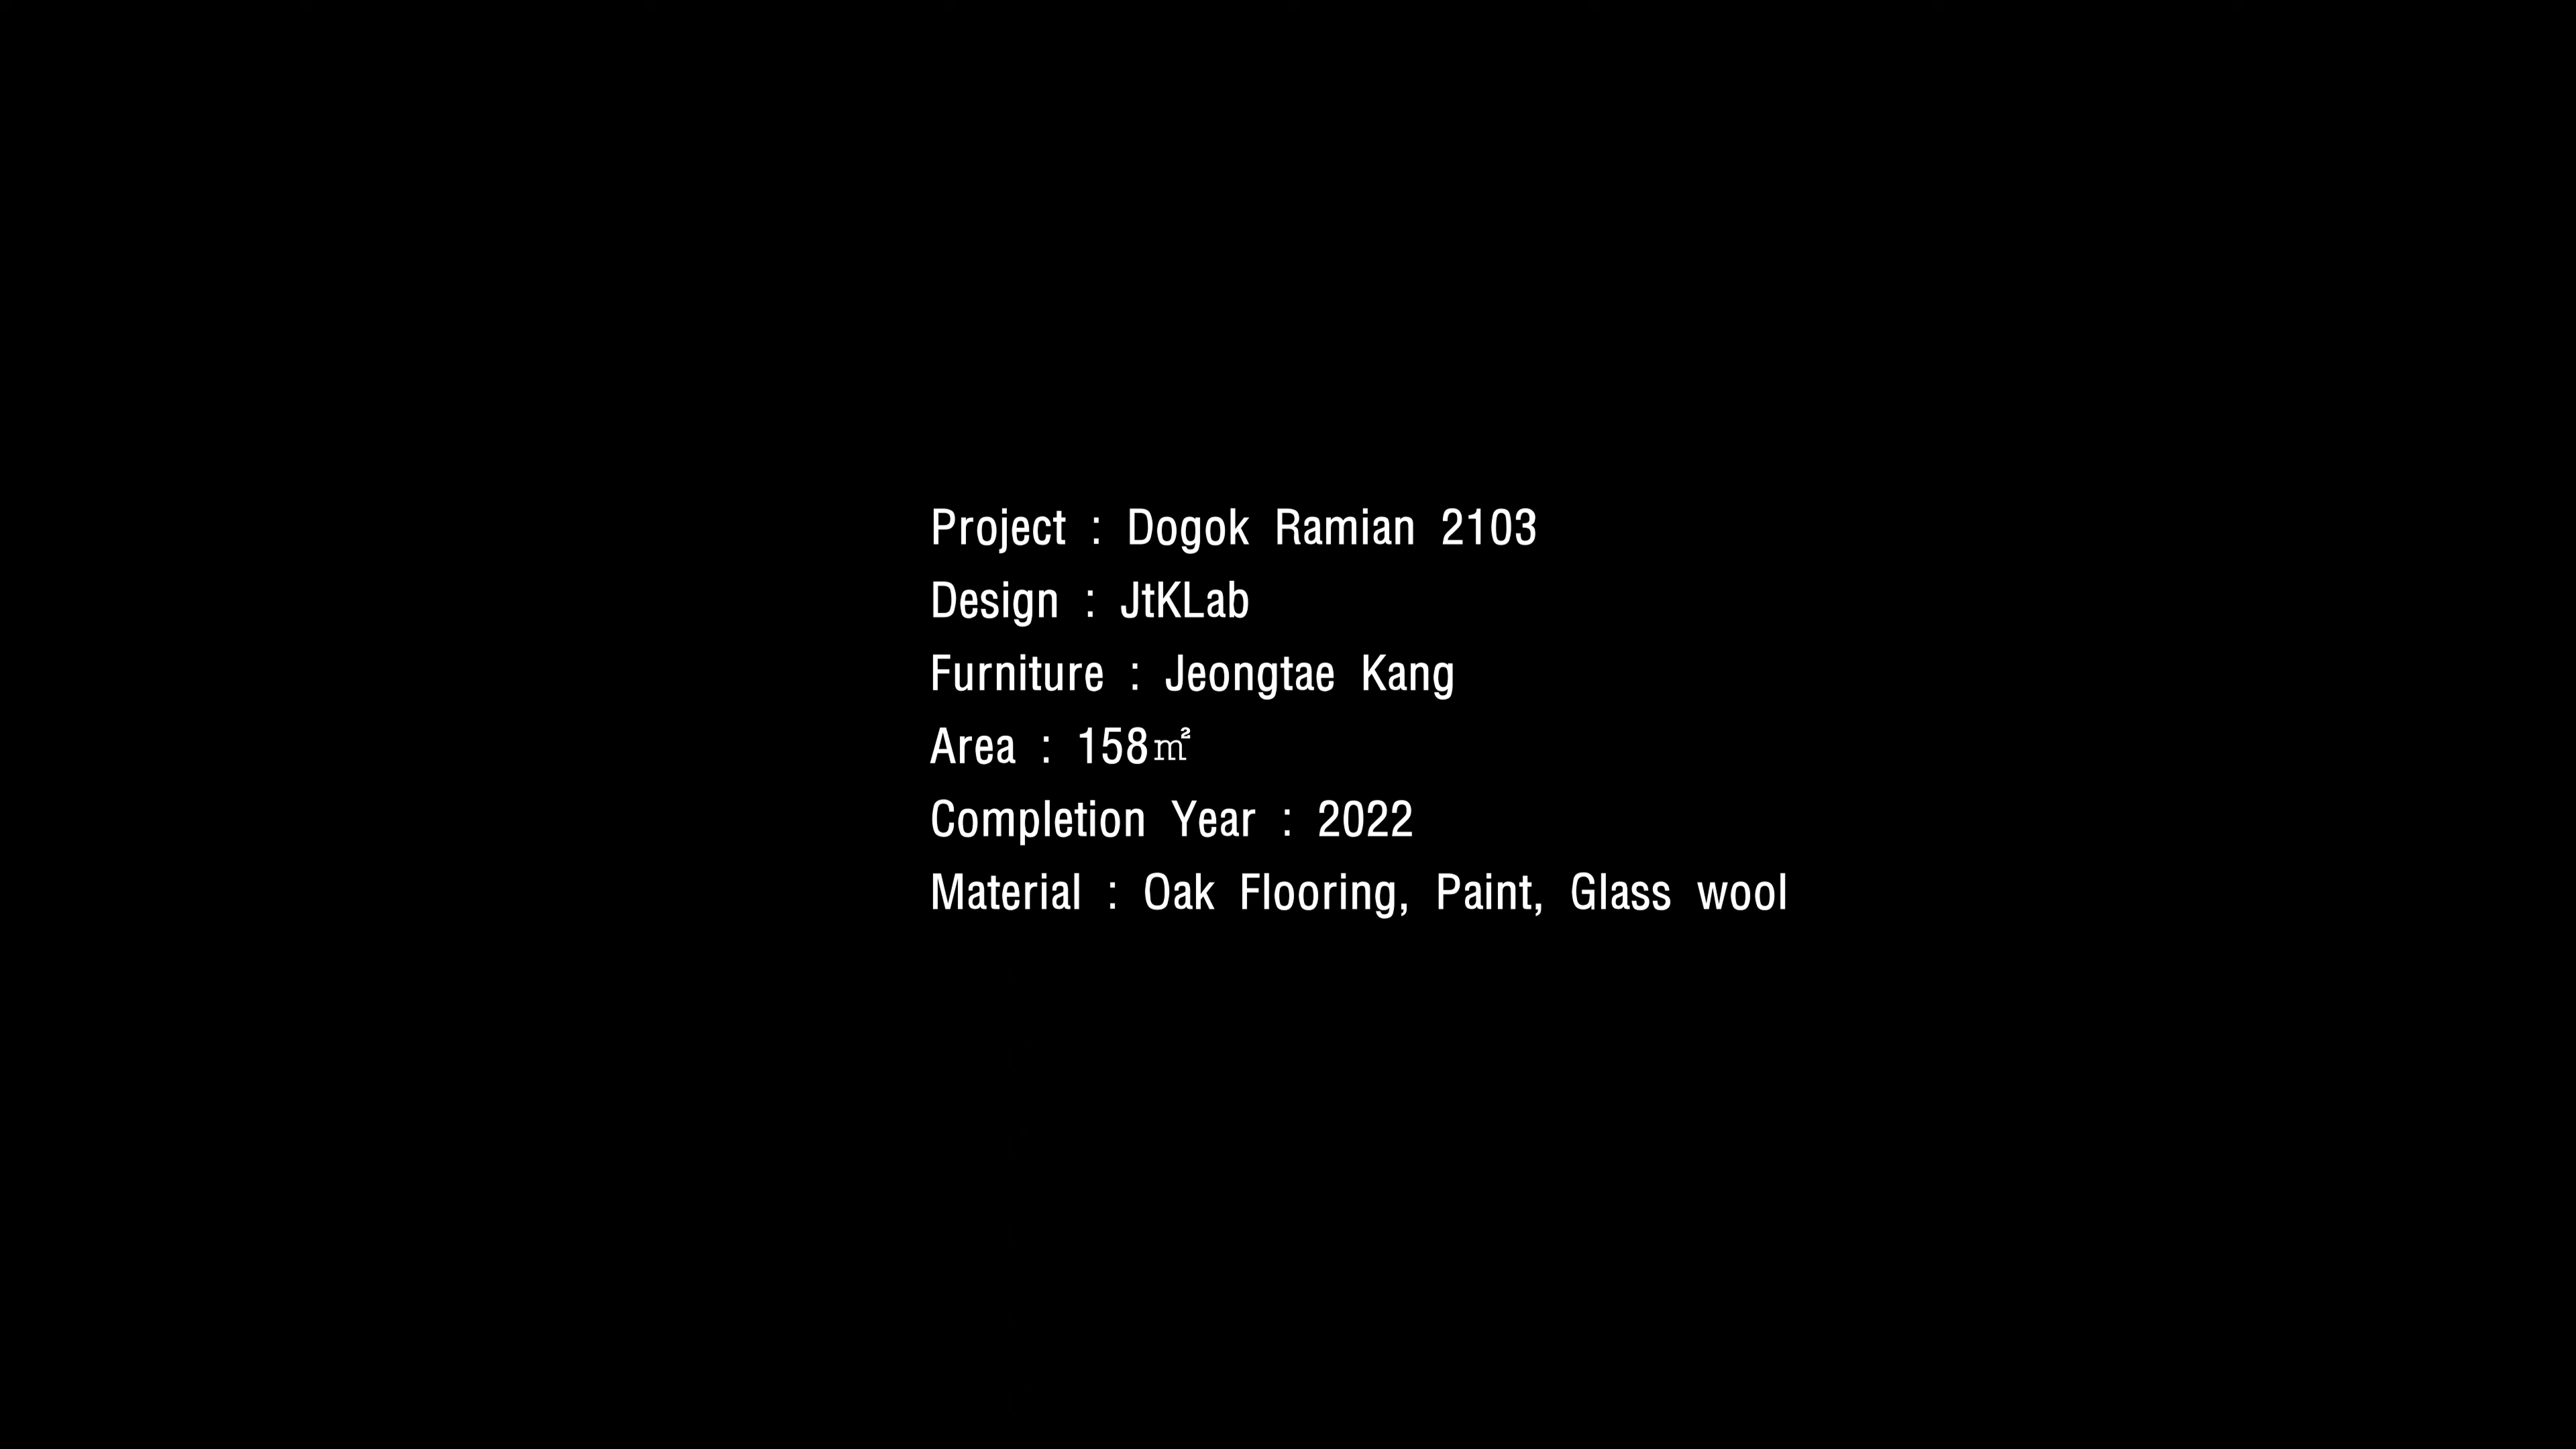 Project : Dogok Ramian 2103
Design : JtKLab
Furniture : Jeongtae Kang
Area : 158㎡
Completion Year : 2022
Material : Oak Flooring, Paint, Glass wool